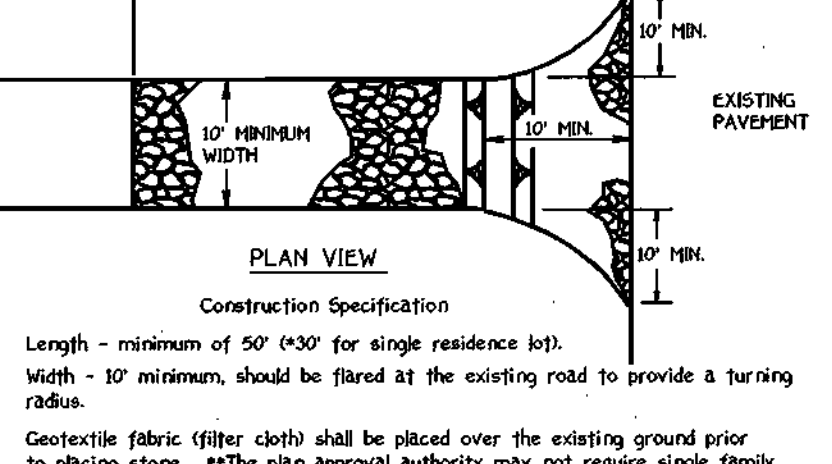 10' MIN.
EXISTING
PAVEMENT
10' MINIMUM
WIDTH
10' MIN.
10' MIN.
PLAN VIEW
Construction Specification
Length - minimum of 50' (*30' for single residence lot).
Width - 10' minimum, should be flared at the existing road to provide a turning
radius.
Geotextile fabric (filter cloth) shall be placed over the existing ground prior
to placing stone. **The plan approval authority may not require single family